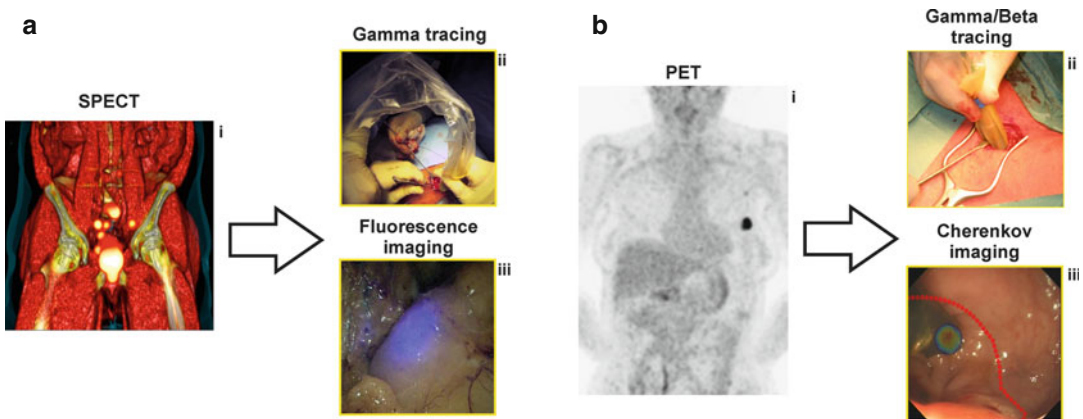 a
SPECT
i
Gamma tracing
ii
Fluorescence
imaging
iii
b
PET
i
Gamma/Beta
tracing
ii
Cherenkov
imaging
iii